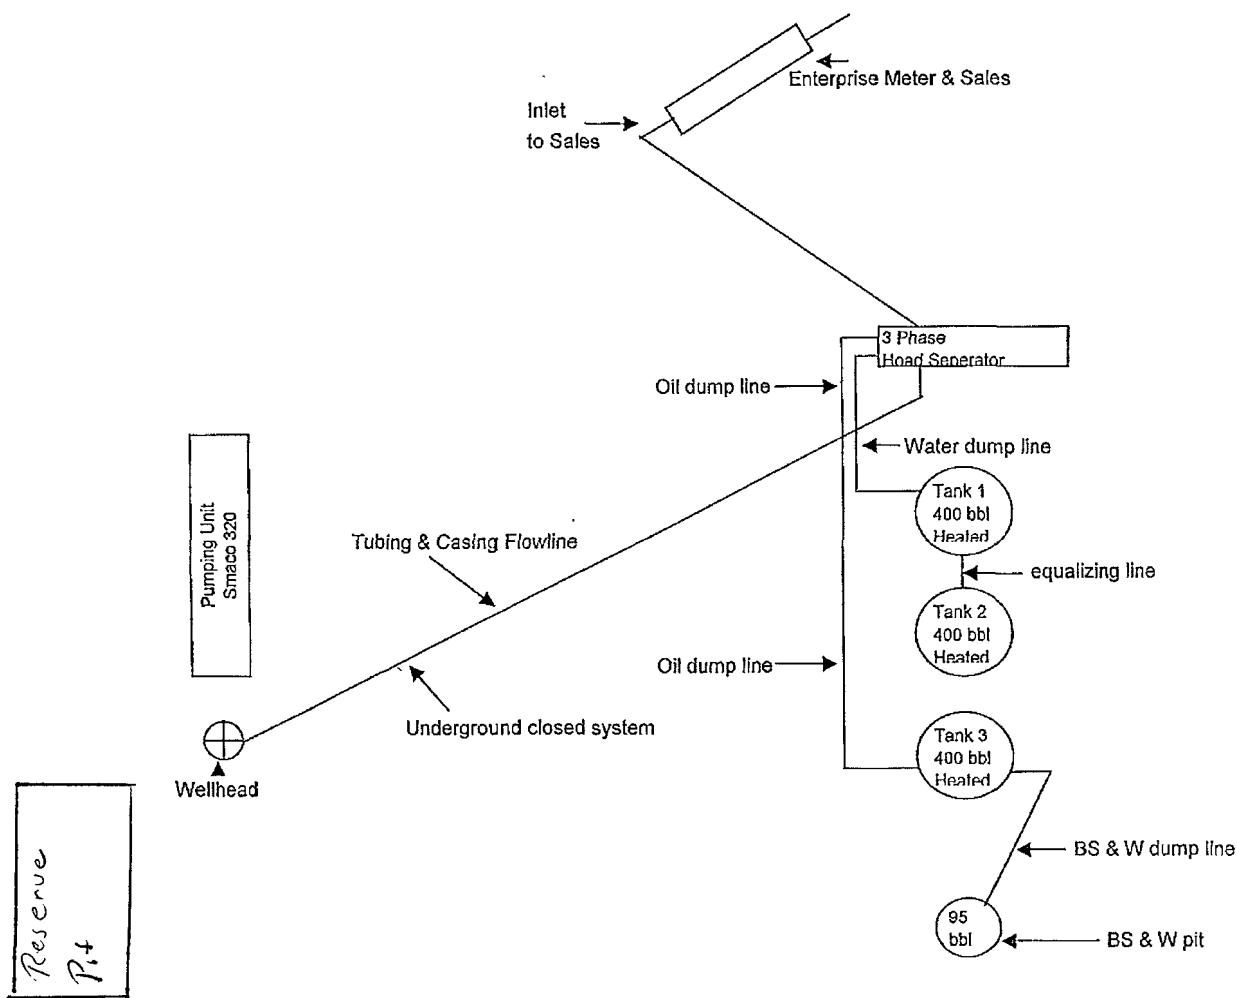 Enterprise Meter & Sales
Inlet
to Sales
3 Phase
Hoad Seperator
Oil dump line
Water dump line
Tank 1
400 bbl
Heated
Pumping Unit
Smaco 320
Tubing & Casing Flowline
equalizing line
Tank 2
400 bbl
Heated
Oil dump line
Underground closed system
Tank 3
400 bbl
Heated
Wellhead
Reserve
Pit
BS & W dump line
95
bbl
BS & W pit